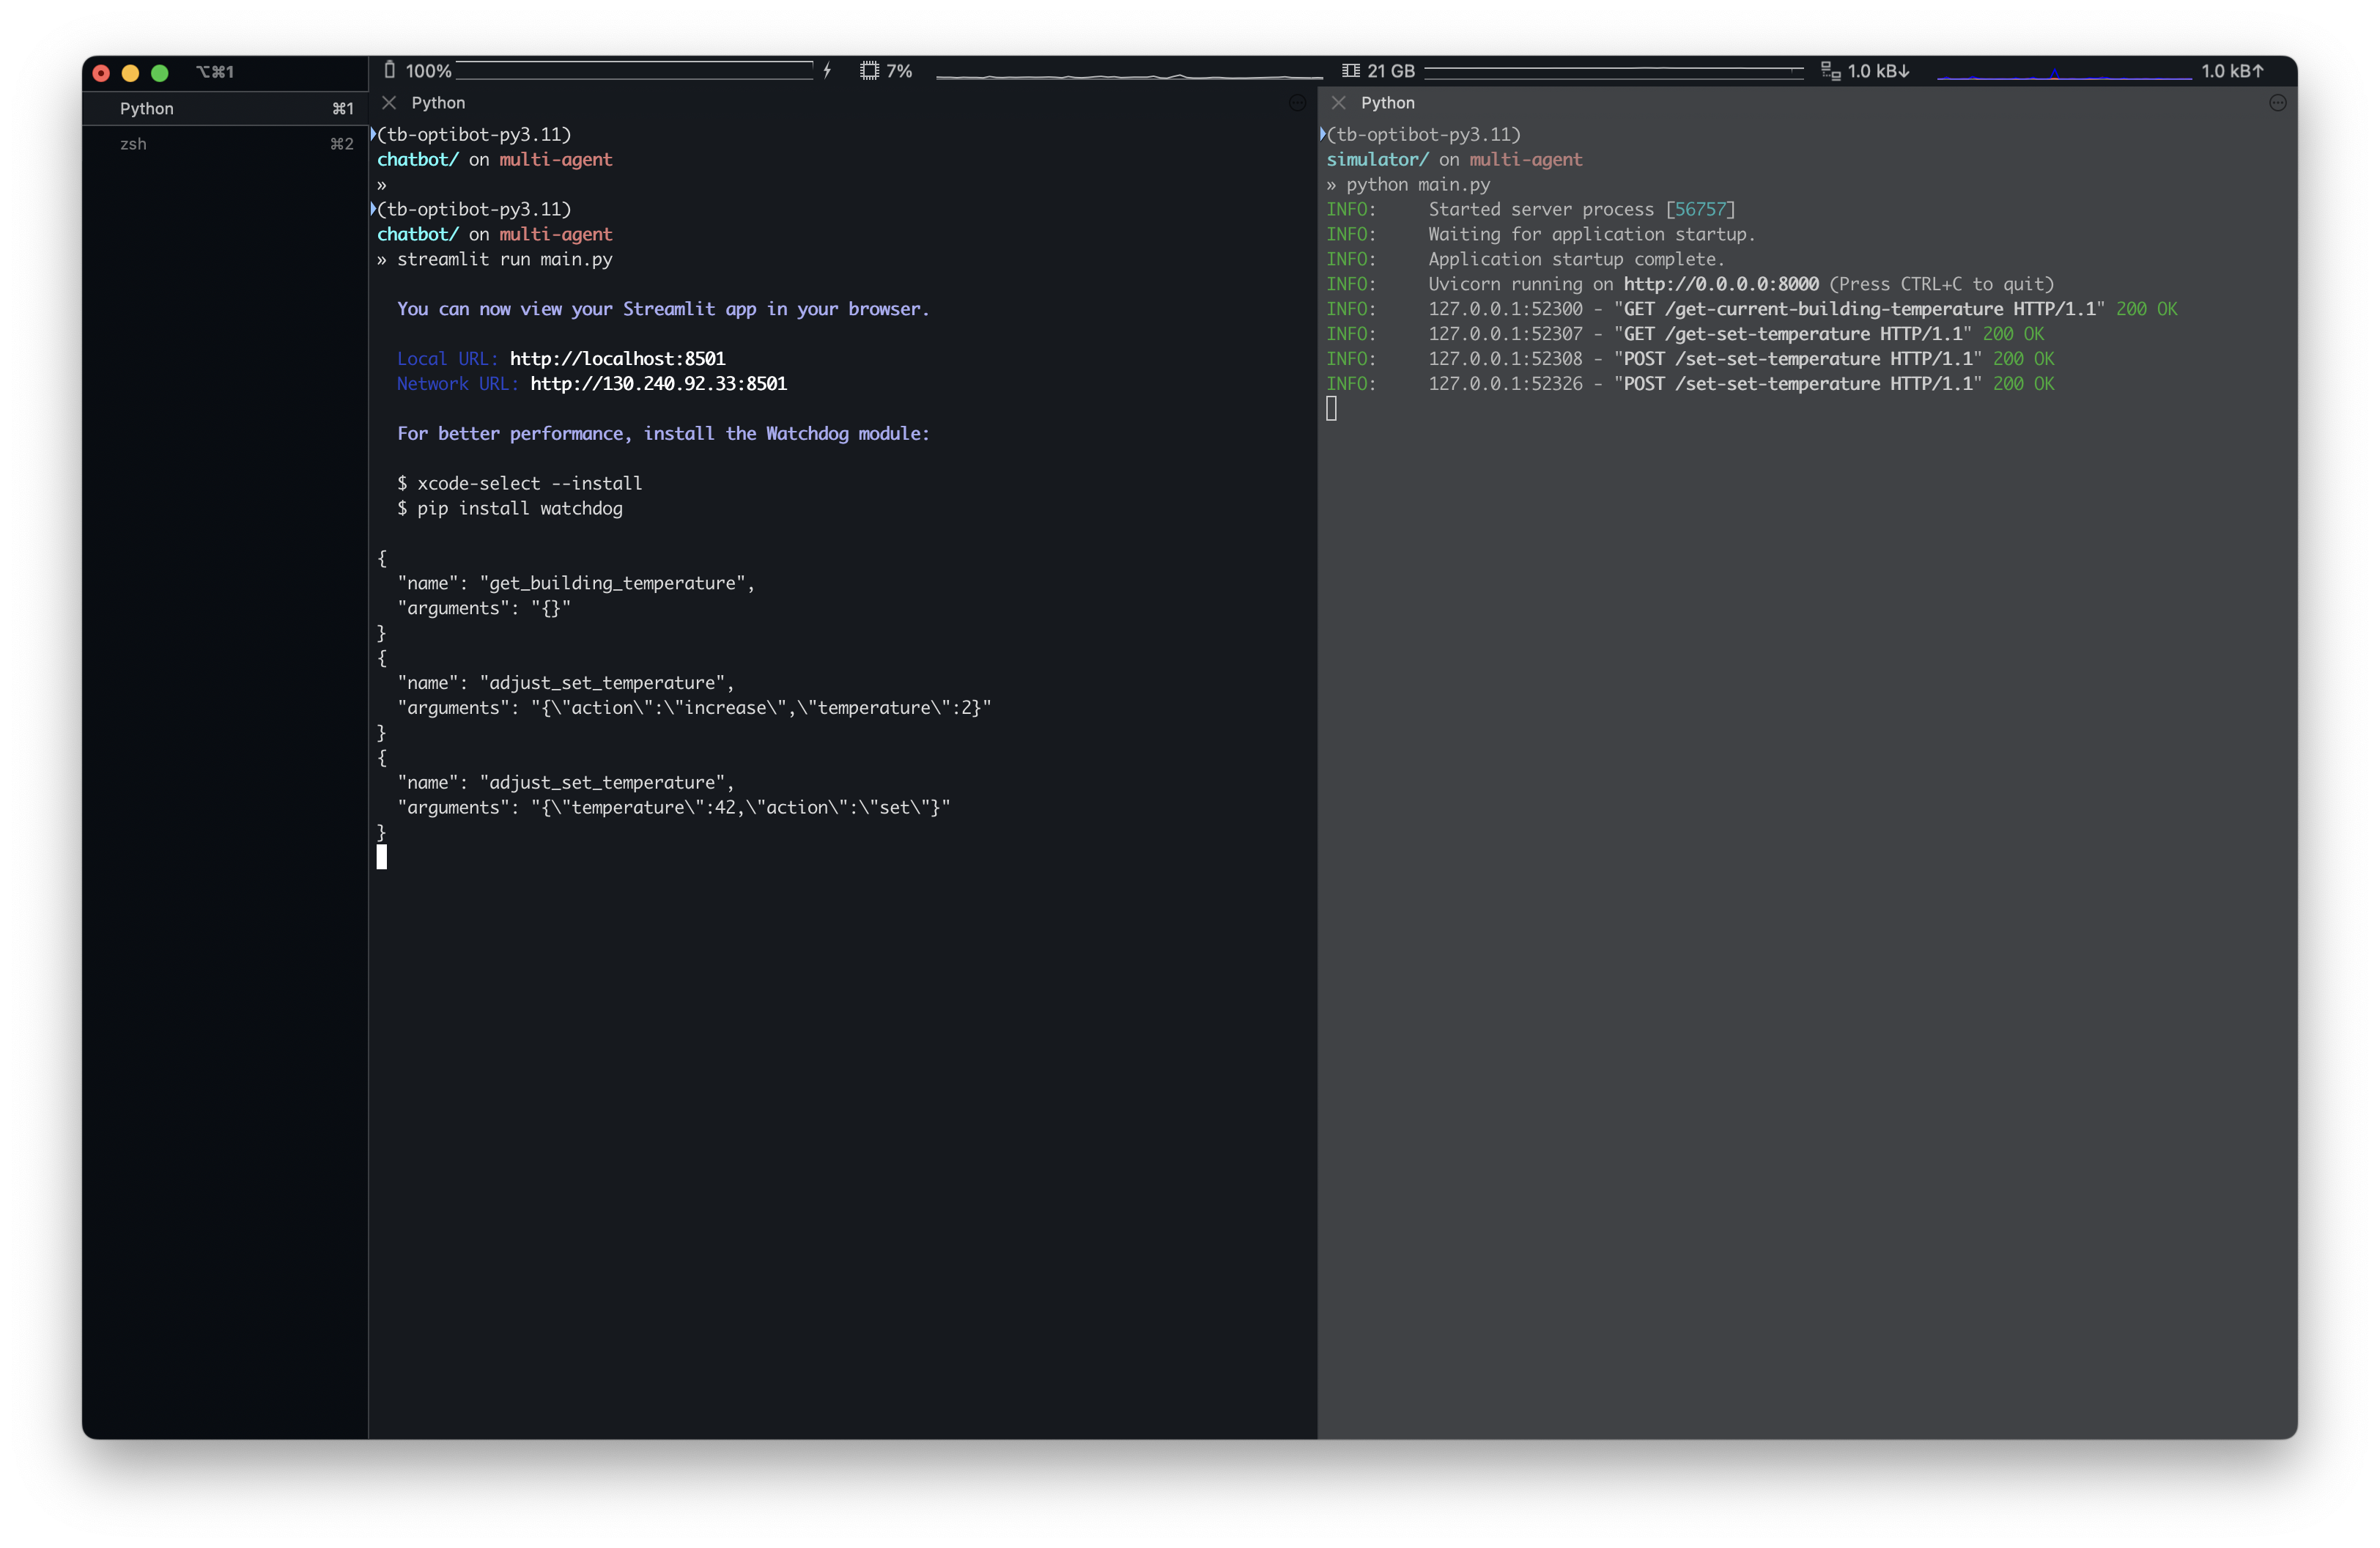 ⌥⌘1
100%
7%
21 GB
1.0 kB↓
1.0 kB↑
Python ⌘1
zsh ⌘2
Python
(tb-optibot-py3.11)
chatbot/ on multi-agent
»
(tb-optibot-py3.11)
chatbot/ on multi-agent
» streamlit run main.py
You can now view your Streamlit app in your browser.
Local URL: http://localhost:8501
Network URL: http://130.240.92.33:8501
For better performance, install the Watchdog module:
$ xcode-select --install
$ pip install watchdog
{
"name": "get_building_temperature",
"arguments": "{}"
}
{
"name": "adjust_set_temperature",
"arguments": "{\"action\":\"increase\",\"temperature\":2}"
}
{
"name": "adjust_set_temperature",
"arguments": "{\"temperature\":42,\"action\":\"set\"}"
}
Python
(tb-optibot-py3.11)
simulator/ on multi-agent
» python main.py
INFO:     Started server process [56757]
INFO:     Waiting for application startup.
INFO:     Application startup complete.
INFO:     Uvicorn running on http://0.0.0.0:8000 (Press CTRL+C to quit)
INFO:     127.0.0.1:52300 - "GET /get-current-building-temperature HTTP/1.1" 200 OK
INFO:     127.0.0.1:52307 - "GET /get-set-temperature HTTP/1.1" 200 OK
INFO:     127.0.0.1:52308 - "POST /set-set-temperature HTTP/1.1" 200 OK
INFO:     127.0.0.1:52326 - "POST /set-set-temperature HTTP/1.1" 200 OK